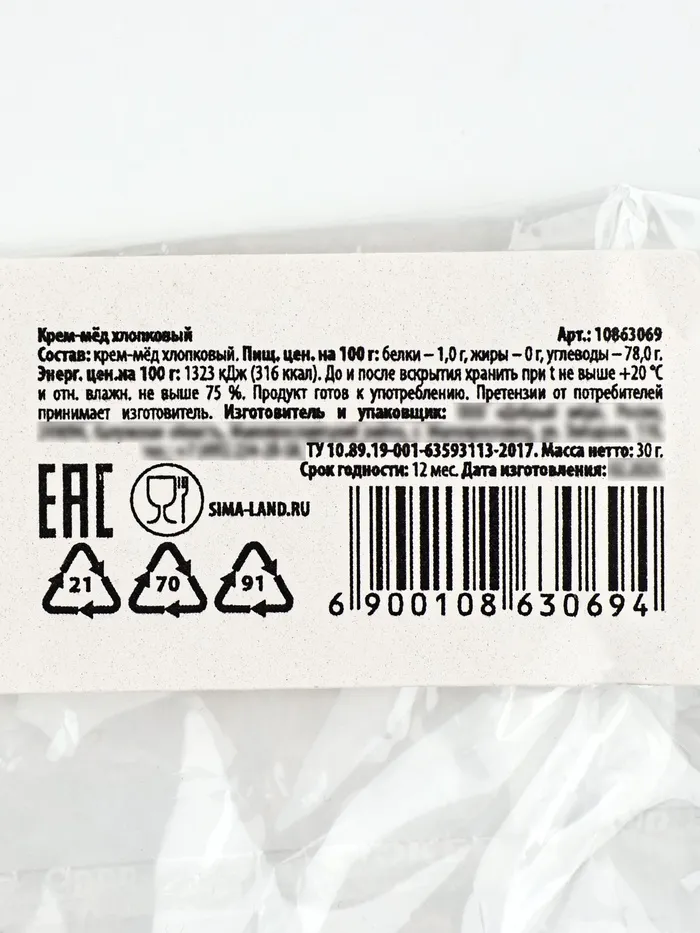 Крем-мёд хлопковый Арт.: 10863069
Состав: крем-мёд хлопковый. Пищ. цен. на 100 г: белки – 1,0 г, жиры – 0 г, углеводы – 78,0 г.
Энерг. цен.на 100 г: 1323 кДж (316 ккал). До и после вскрытия хранить при t не выше +20 °C
и отн. влажн. не выше 75 %. Продукт готов к употреблению. Претензии от потребителей
принимает изготовитель. Изготовитель и упаковщик:
ТУ 10.89.19-001-63593113-2017. Масса нетто: 30 г.
Срок годности: 12 мес. Дата изготовления:
EAC
SIMA-LAND.RU
21 70 91
6 900108 630694